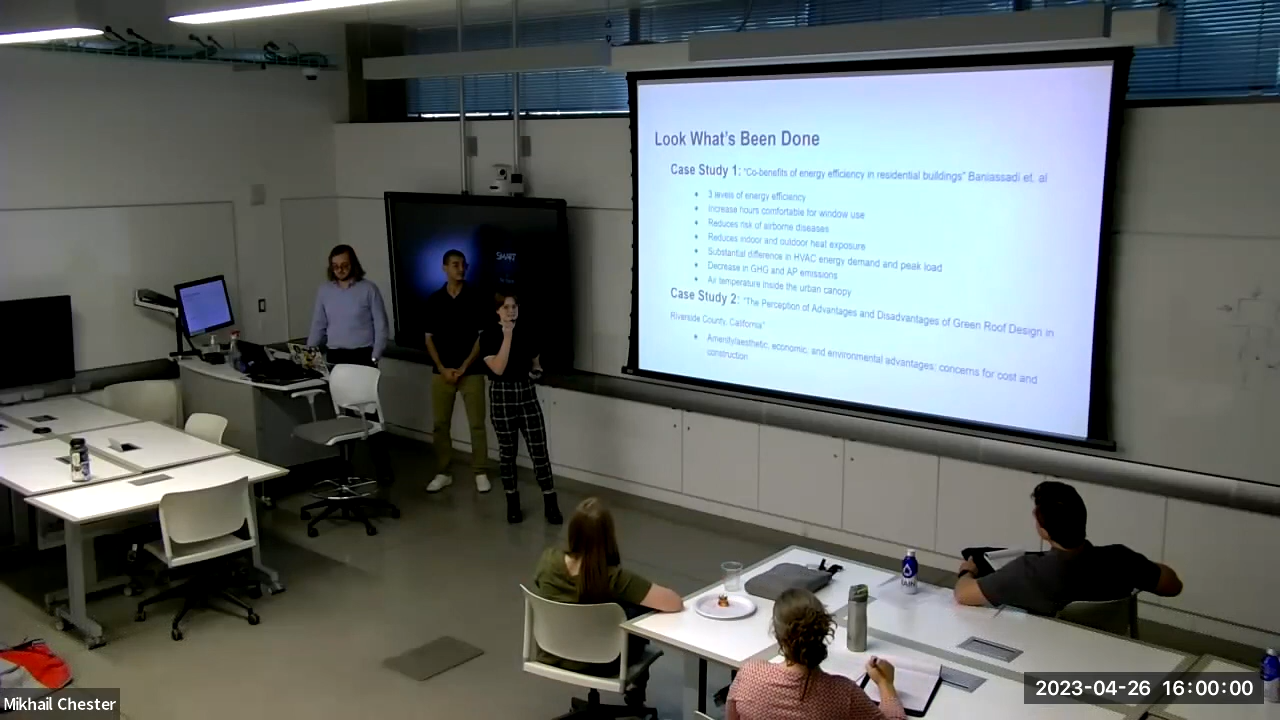 Look What's Been Done
Case Study 1: "Co-benefits of energy efficiency in residential buildings" Baniassadi et. al
• 3 levels of energy efficiency
• Increase hours comfortable for window use
• Reduces risk of airborne diseases
• Reduces indoor and outdoor heat exposure
• Substantial difference in HVAC energy demand and peak load
• Decrease in GHG and AP emissions
• Air temperature inside the urban canopy
Case Study 2: "The Perception of Advantages and Disadvantages of Green Roof Design in
Riverside County, California"
• Amenity/aesthetic, economic, and environmental advantages; concerns for cost and
construction
SMART
Mikhail Chester
2023-04-26 16:00:00